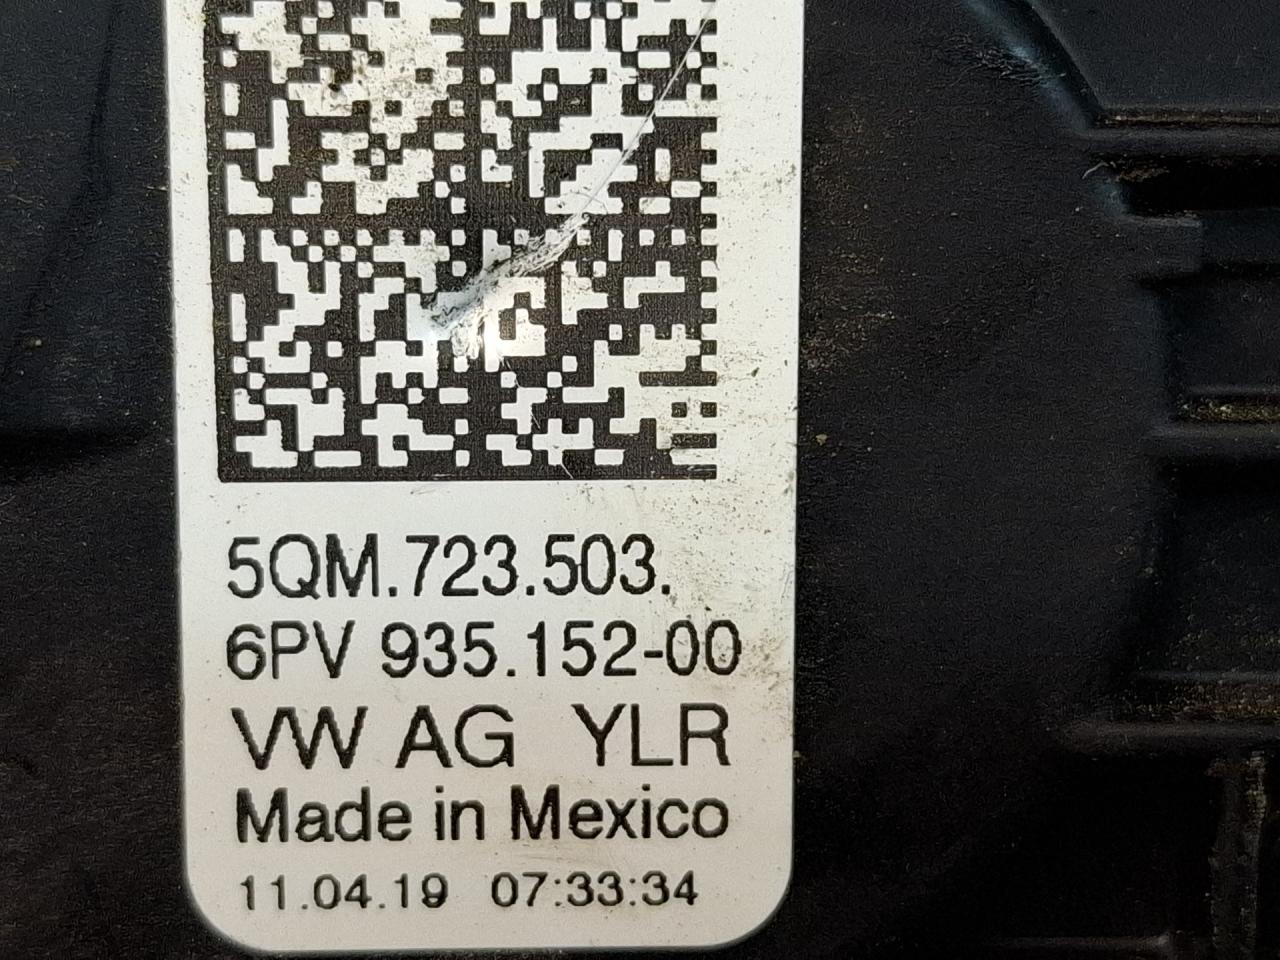 5QM.723.503.
6PV 935.152-00
VW AG YLR
Made in Mexico
11.04.19 07:33:34